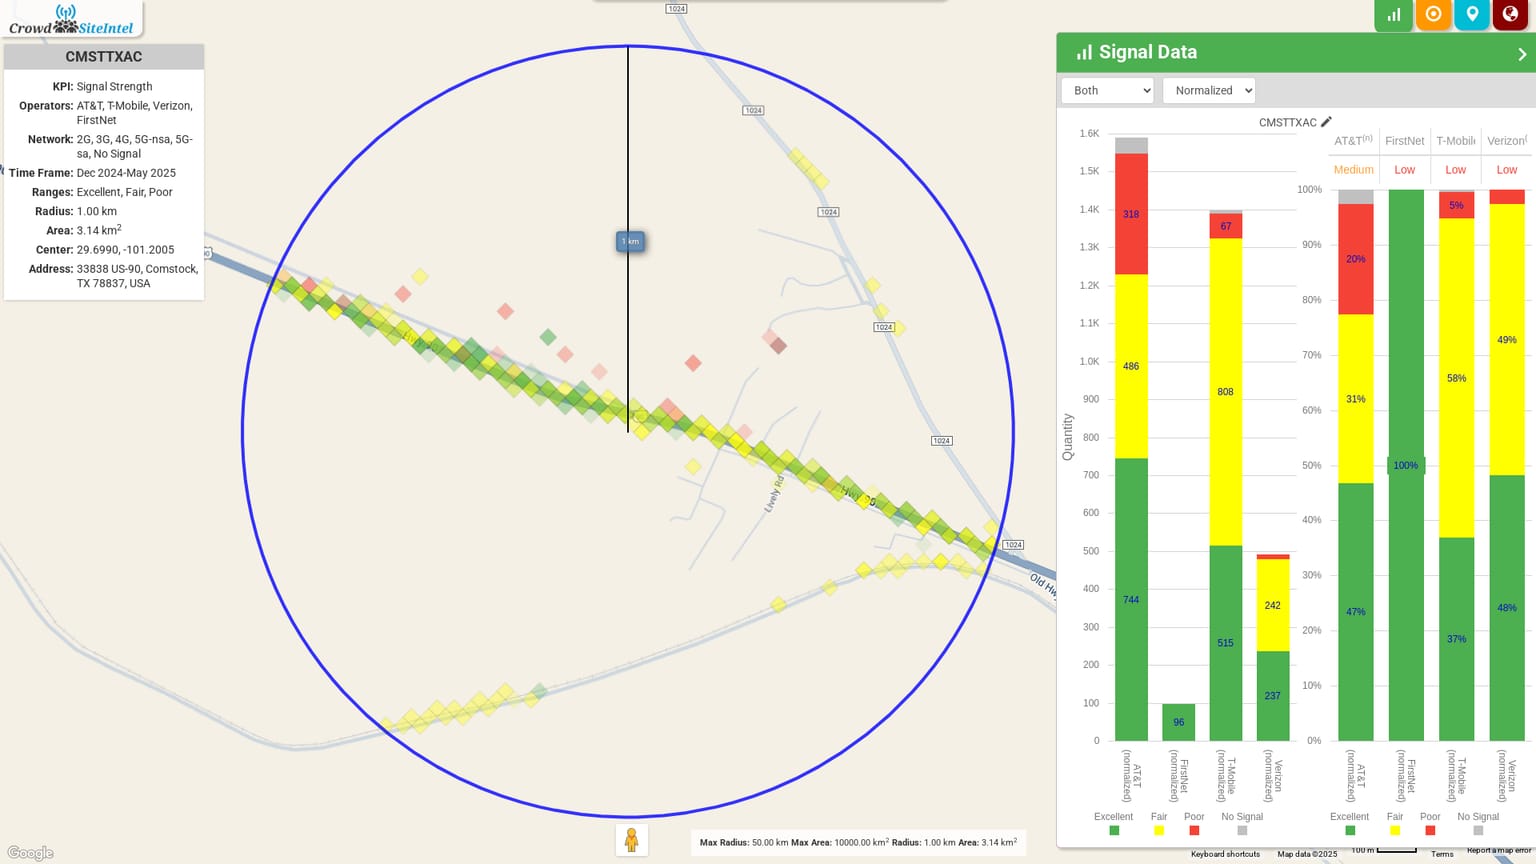 CrowdSiteIntel
CMSTTXAC
KPI: Signal Strength
Operators: AT&T, T-Mobile, Verizon,
FirstNet
Network: 2G, 3G, 4G, 5G-nsa, 5G-
sa, No Signal
Time Frame: Dec 2024-May 2025
Ranges: Excellent, Fair, Poor
Radius: 1.00 km
Area: 3.14 km²
Center: 29.6990, -101.2005
Address: 33838 US-90, Comstock,
TX 78837, USA
1024
1024
1024
1024
1024
1024
1 km
Hwy 90
Lively Rd
Old Hwy
Google
Max Radius: 50.00 km Max Area: 10000.00 km² Radius: 1.00 km Area: 3.14 km²
Signal Data
Both
Normalized
CMSTTXAC
Quantity
1.6K
1.5K
1.4K
1.3K
1.2K
1.1K
1.0K
900
800
700
600
500
400
300
200
100
0
318
486
744
96
67
808
515
242
237
AT&T
(normalized)
FirstNet
(normalized)
T-Mobile
(normalized)
Verizon
(normalized)
Excellent Fair Poor No Signal
AT&T(n) FirstNet T-Mobile Verizon(
Medium Low Low Low
100%
90%
80%
70%
60%
50%
40%
30%
20%
10%
0%
20%
31%
47%
100%
5%
58%
37%
49%
48%
AT&T
(normalized)
FirstNet
(normalized)
T-Mobile
(normalized)
Verizon
(normalized)
Excellent Fair Poor No Signal
Keyboard shortcuts Map data ©2025 100 m Terms Report a map error